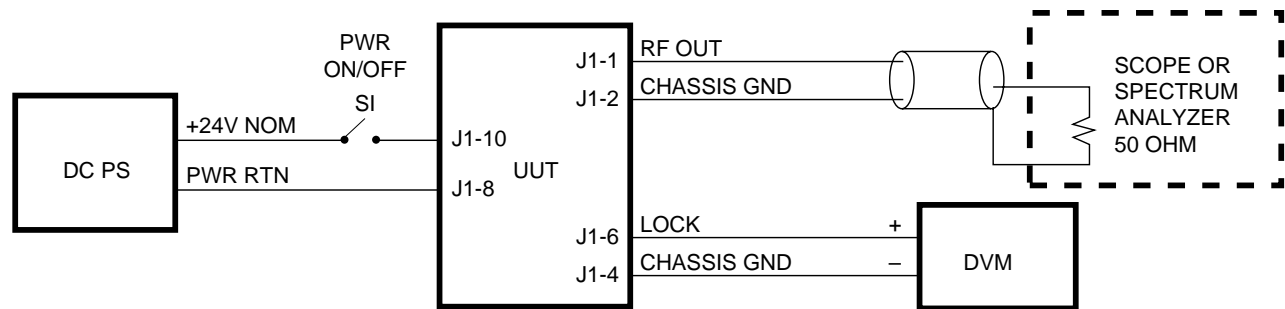 DC PS
+24V NOM
PWR RTN
PWR
ON/OFF
SI
J1-10
J1-8
UUT
J1-1
J1-2
J1-6
J1-4
RF OUT
CHASSIS GND
LOCK
CHASSIS GND
+
–
DVM
SCOPE OR
SPECTRUM
ANALYZER
50 OHM